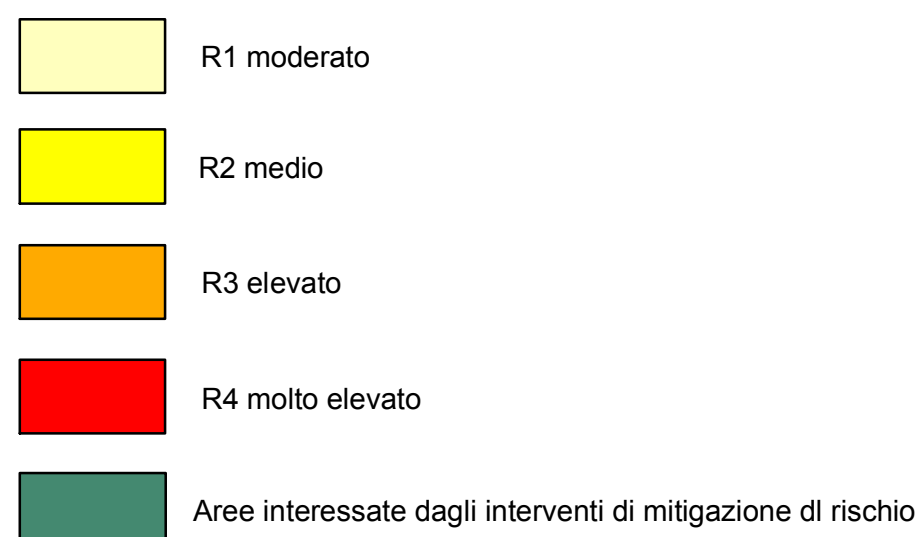 R1 moderato
R2 medio
R3 elevato
R4 molto elevato
Aree interessate dagli interventi di mitigazione dl rischio